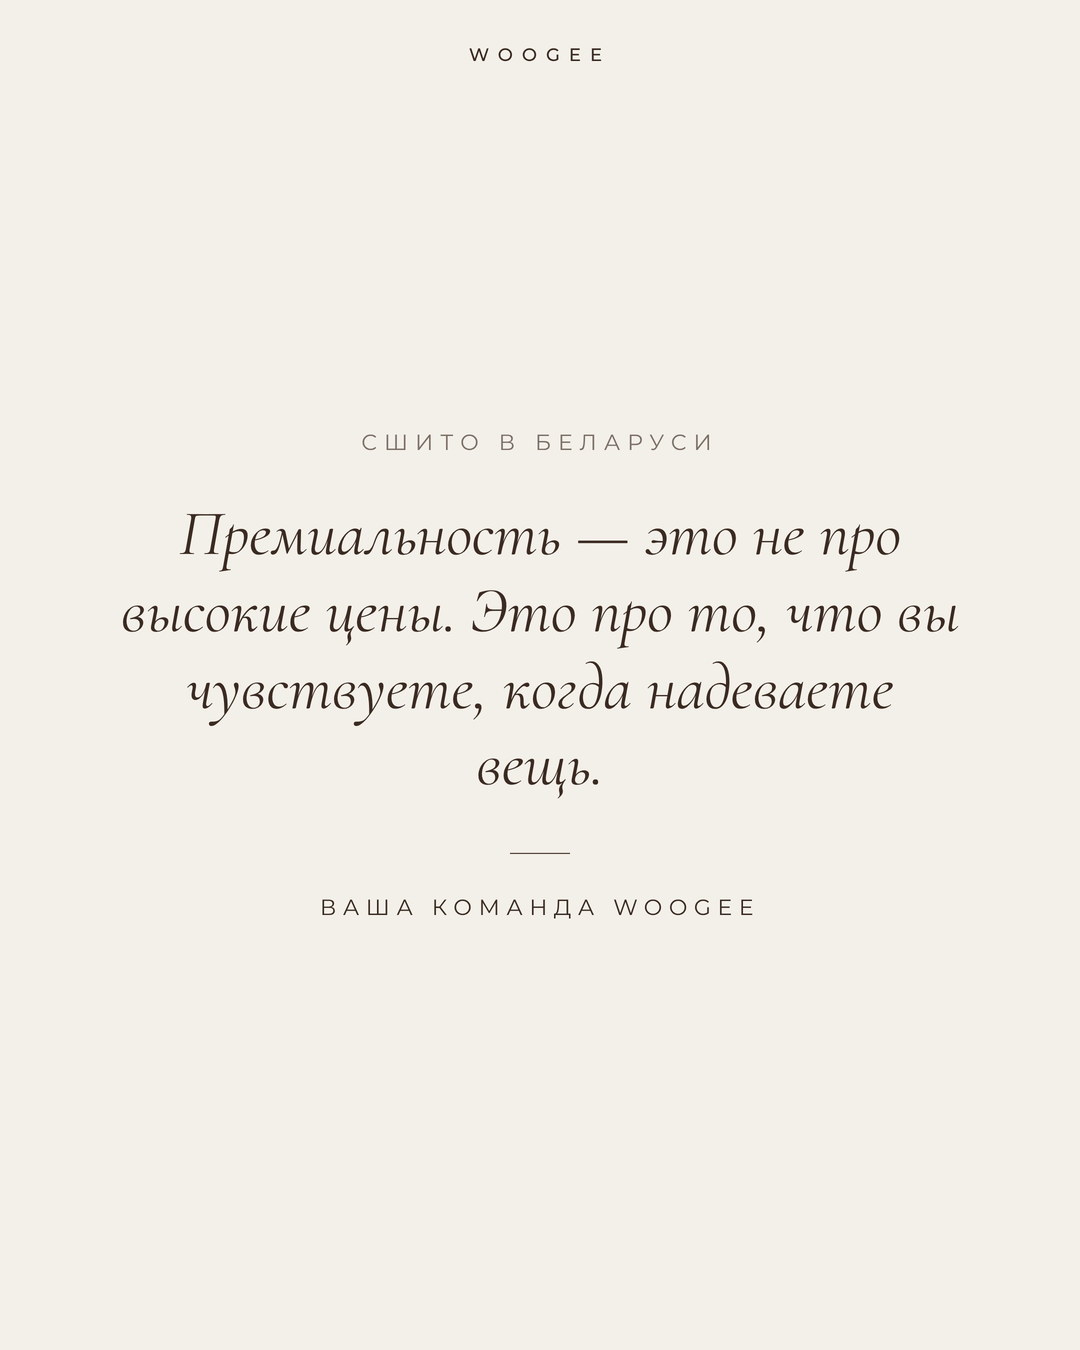 WOOGEE
СШИТО В БЕЛАРУСИ
Премиальность — это не про
высокие цены. Это про то, что вы
чувствуете, когда надеваете
вещь.
ВАША КОМАНДА WOOGEE